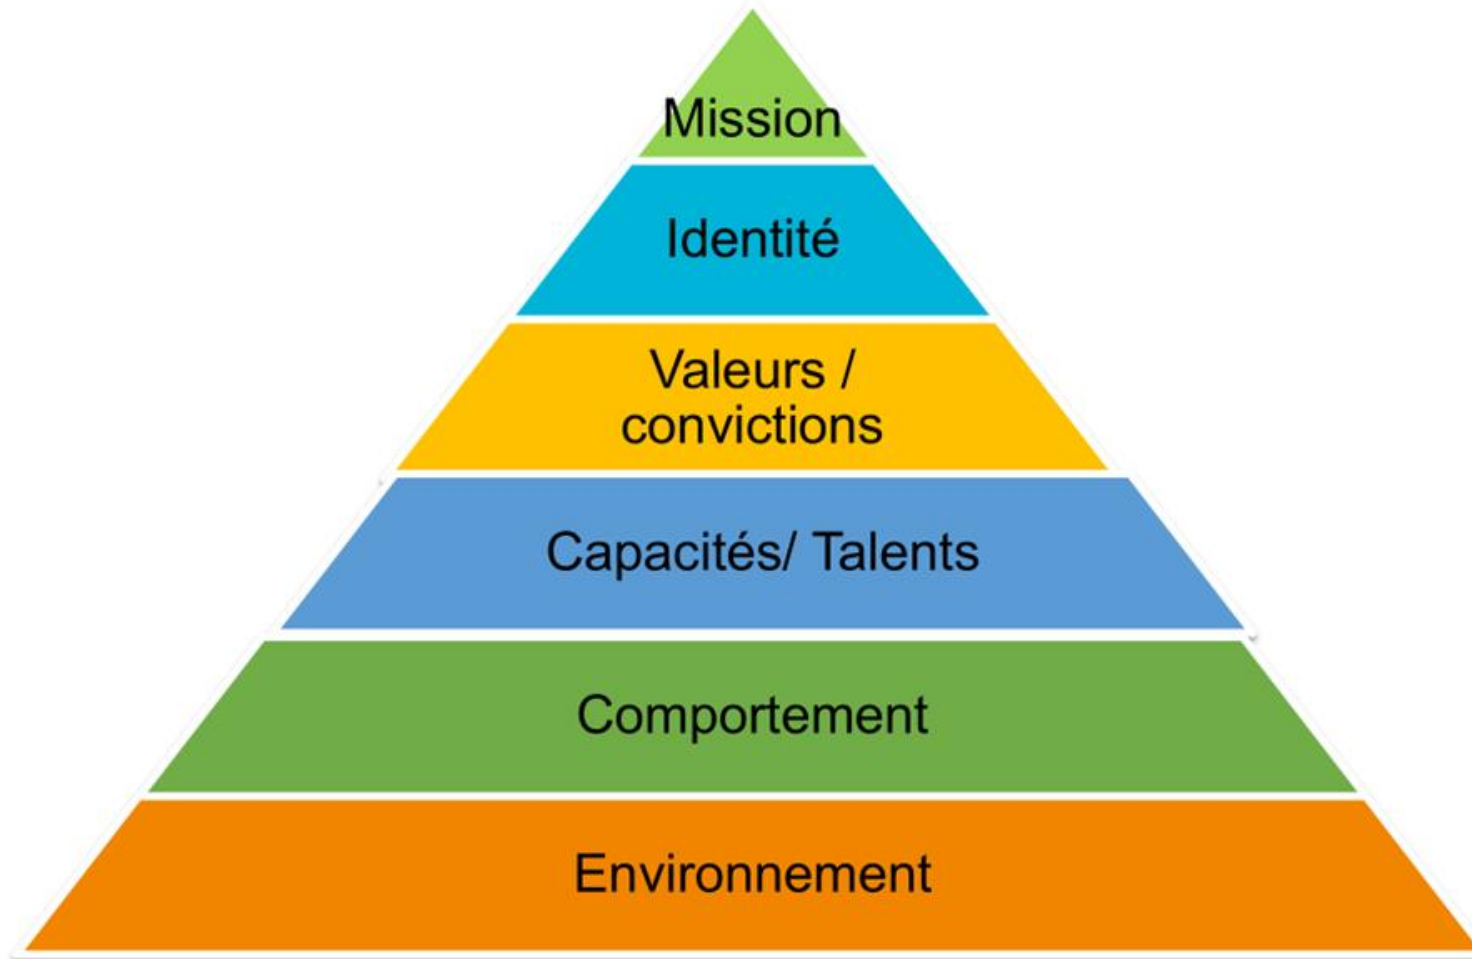 Mission
Identité
Valeurs /
convictions
Capacités/ Talents
Comportement
Environnement